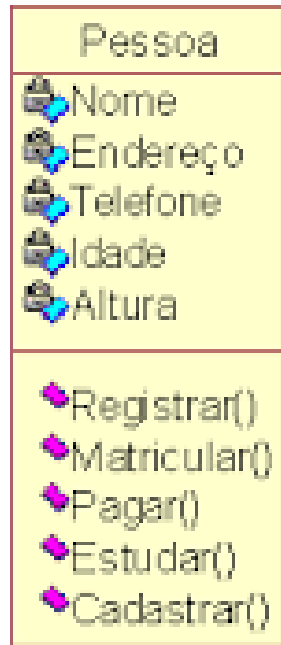 Pessoa
Nome
Endereço
Telefone
Idade
Altura
Registrar()
Matricular()
Pagar()
Estudar()
Cadastrar()